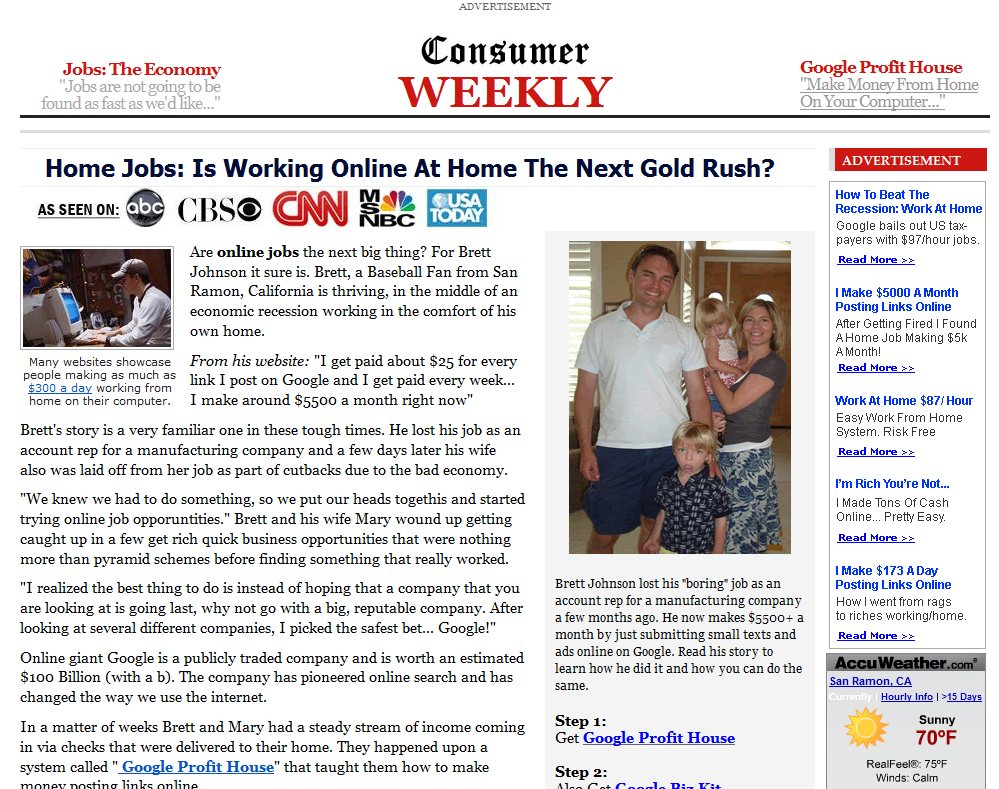 ADVERTISEMENT
Jobs: The Economy
"Jobs are not going to be
found as fast as we'd like..."
Consumer
WEEKLY
Google Profit House
"Make Money From Home
On Your Computer..."
Home Jobs: Is Working Online At Home The Next Gold Rush?
AS SEEN ON:
abc
CBS
CNN
MSNBC
USA
TODAY
Many websites showcase
people making as much as
$300 a day working from
home on their computer.
Are online jobs the next big thing? For Brett
Johnson it sure is. Brett, a Baseball Fan from San
Ramon, California is thriving, in the middle of an
economic recession working in the comfort of his
own home.
From his website: "I get paid about $25 for every
link I post on Google and I get paid every week...
I make around $5500 a month right now"
Brett's story is a very familiar one in these tough times. He lost his job as an
account rep for a manufacturing company and a few days later his wife
also was laid off from her job as part of cutbacks due to the bad economy.
"We knew we had to do something, so we put our heads togethis and started
trying online job opporuntities." Brett and his wife Mary wound up getting
caught up in a few get rich quick business opportunities that were nothing
more than pyramid schemes before finding something that really worked.
"I realized the best thing to do is instead of hoping that a company that you
are looking at is going last, why not go with a big, reputable company. After
looking at several different companies, I picked the safest bet... Google!"
Online giant Google is a publicly traded company and is worth an estimated
$100 Billion (with a b). The company has pioneered online search and has
changed the way we use the internet.
In a matter of weeks Brett and Mary had a steady stream of income coming
in via checks that were delivered to their home. They happened upon a
system called " Google Profit House" that taught them how to make
money posting links online
Brett Johnson lost his "boring" job as an
account rep for a manufacturing company
a few months ago. He now makes $5500+ a
month by just submitting small texts and
ads online on Google. Read his story to
learn how he did it and how you can do the
same.
Step 1:
Get Google Profit House
Step 2:
Also Get Google Biz Kit
ADVERTISEMENT
How To Beat The
Recession: Work At Home
Google bails out US tax-
payers with $97/hour jobs.
Read More >>
I Make $5000 A Month
Posting Links Online
After Getting Fired I Found
A Home Job Making $5k
A Month!
Read More >>
Work At Home $87/ Hour
Easy Work From Home
System. Risk Free
Read More >>
I'm Rich You're Not...
I Made Tons Of Cash
Online... Pretty Easy.
Read More >>
I Make $173 A Day
Posting Links Online
How I went from rags
to riches working/home.
Read More >>
AccuWeather.com®
San Ramon, CA
Currently | Hourly Info | >15 Days
Sunny
70°F
RealFeel®: 75°F
Winds: Calm